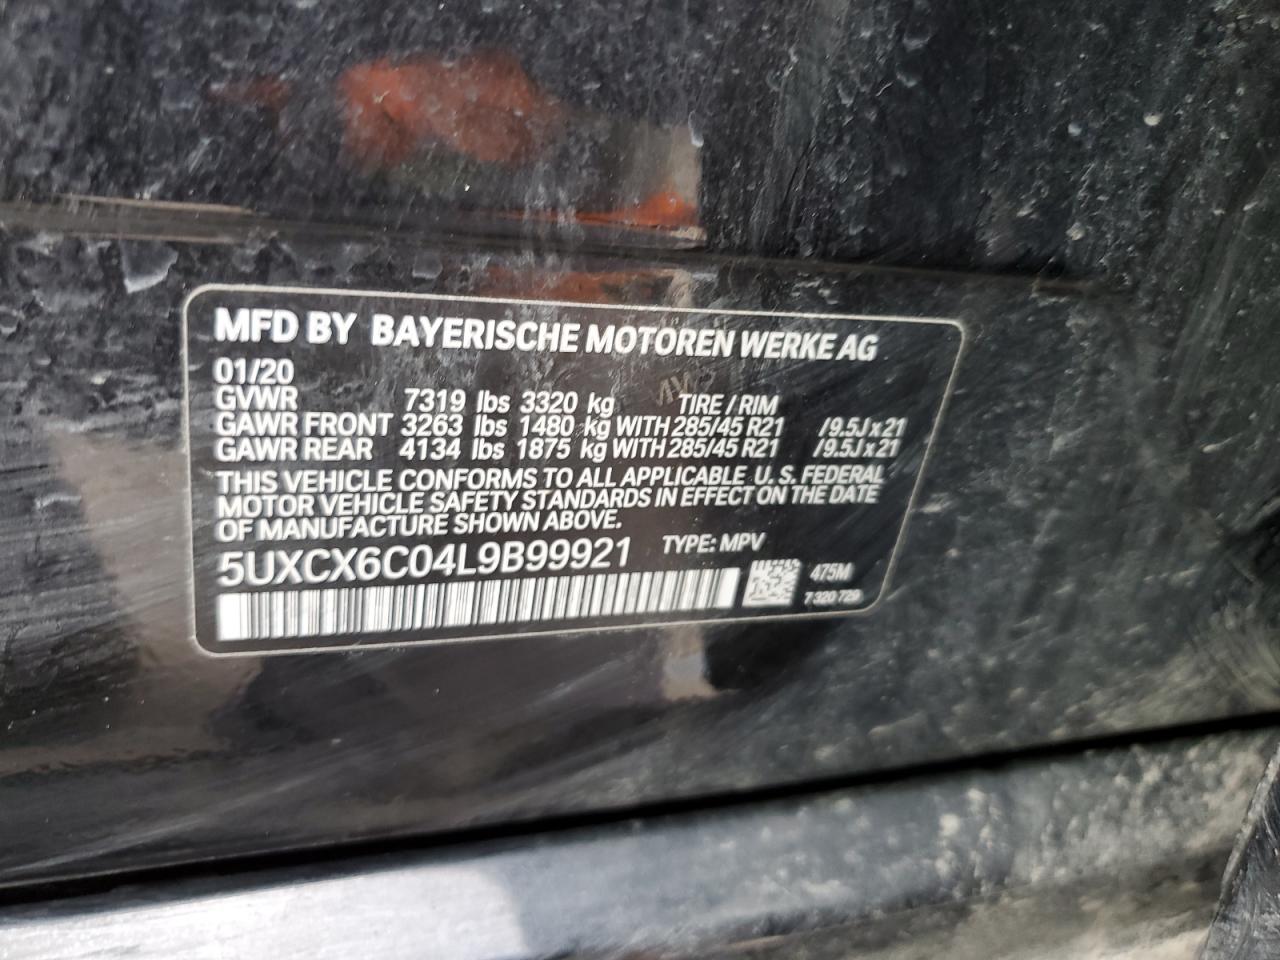 MFD BY BAYERISCHE MOTOREN WERKE AG
01/20
GVWR 7319 lbs 3320 kg TIRE / RIM
GAWR FRONT 3263 lbs 1480 kg WITH 285/45 R21 /9.5J x 21
GAWR REAR 4134 lbs 1875 kg WITH 285/45 R21 /9.5J x 21
THIS VEHICLE CONFORMS TO ALL APPLICABLE U.S. FEDERAL
MOTOR VEHICLE SAFETY STANDARDS IN EFFECT ON THE DATE
OF MANUFACTURE SHOWN ABOVE.
5UXCX6C04L9B99921 TYPE: MPV
475M
7 320 729